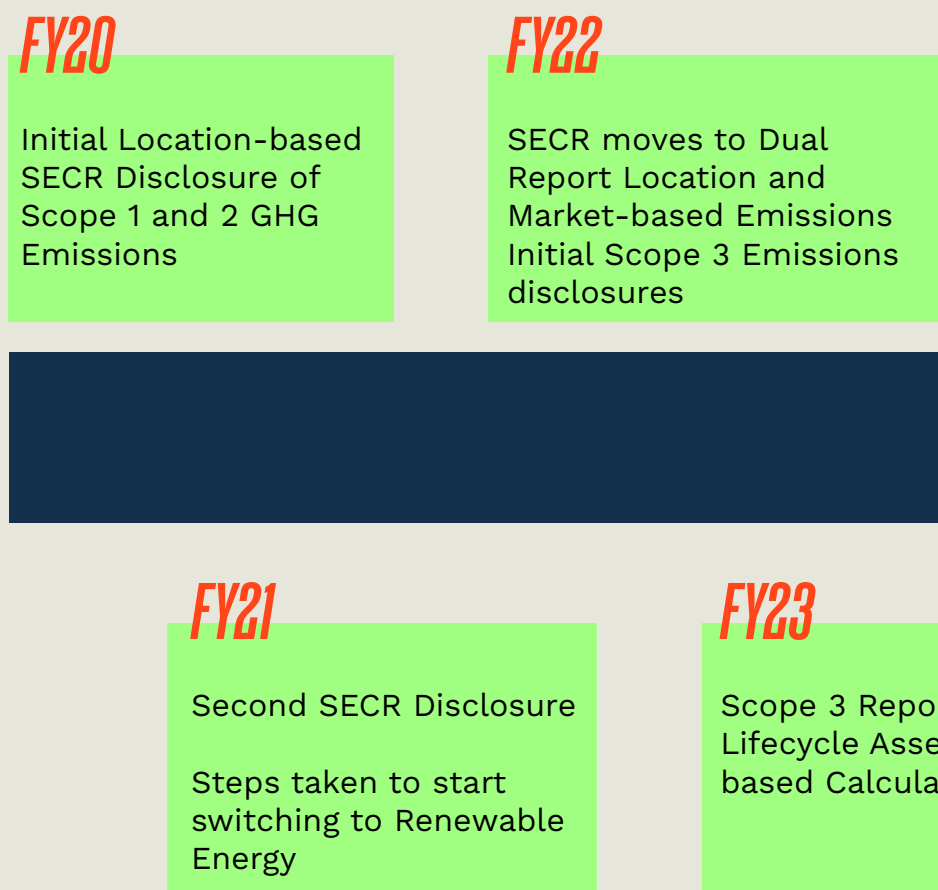 FY20
Initial Location-based
SECR Disclosure of
Scope 1 and 2 GHG
Emissions
FY22
SECR moves to Dual
Report Location and
Market-based Emissions
Initial Scope 3 Emissions
disclosures
FY21
Second SECR Disclosure
Steps taken to start
switching to Renewable
Energy
FY23
Scope 3
Lifecycle
based